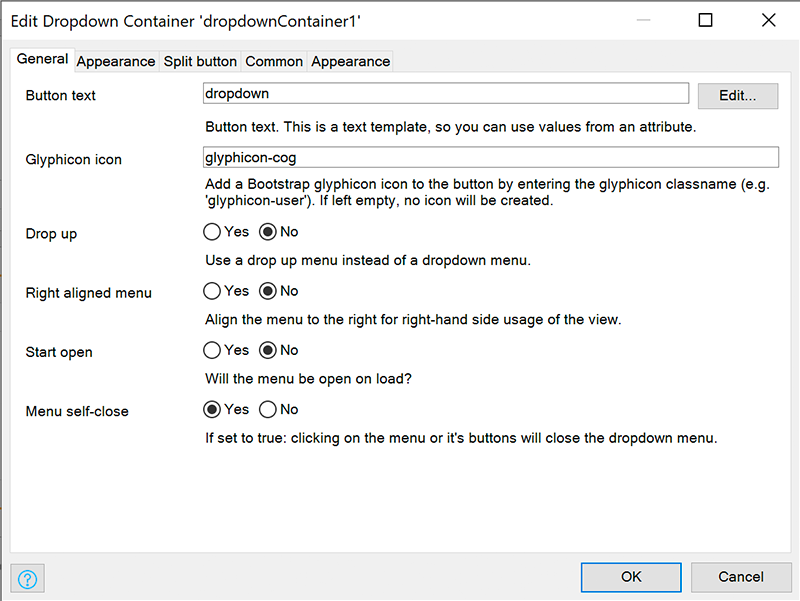 Edit Dropdown Container 'dropdownContainer1'
General Appearance Split button Common Appearance
Button text dropdown Edit...
Button text. This is a text template, so you can use values from an attribute.
Glyphicon icon glyphicon-cog
Add a Bootstrap glyphicon icon to the button by entering the glyphicon classname (e.g.
'glyphicon-user'). If left empty, no icon will be created.
Drop up Yes No
Use a drop up menu instead of a dropdown menu.
Right aligned menu Yes No
Align the menu to the right for right-hand side usage of the view.
Start open Yes No
Will the menu be open on load?
Menu self-close Yes No
If set to true: clicking on the menu or it's buttons will close the dropdown menu.
? OK Cancel